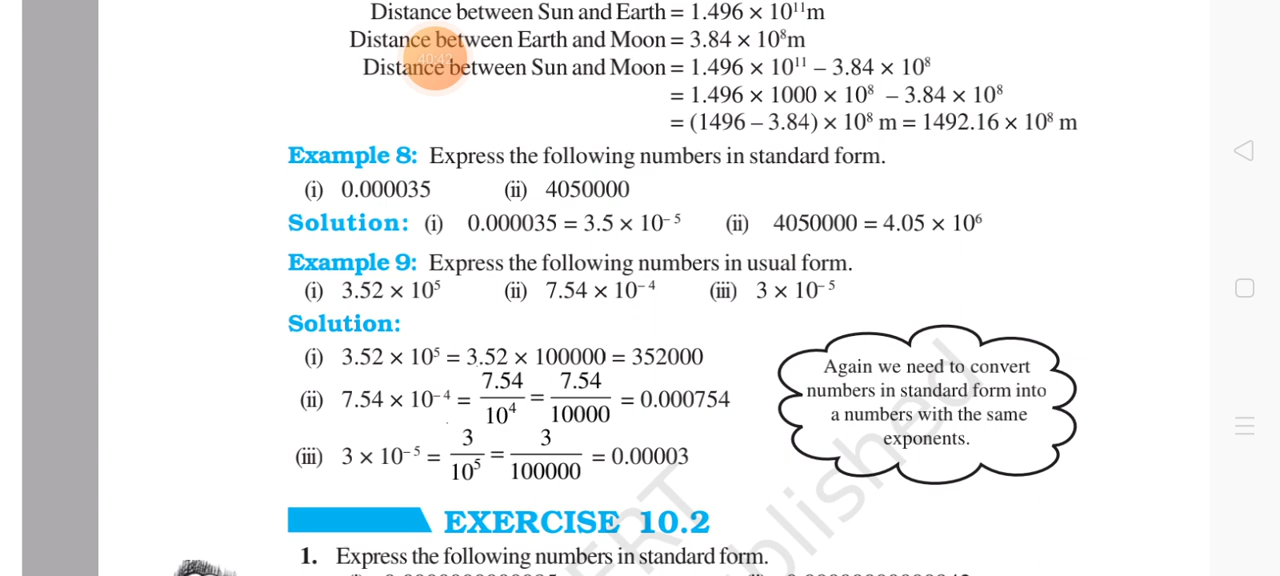 Distance between Sun and Earth = 1.496 × 10¹¹m
Distance between Earth and Moon = 3.84 × 10⁸m
Distance between Sun and Moon = 1.496 × 10¹¹ – 3.84 × 10⁸
= 1.496 × 1000 × 10⁸ – 3.84 × 10⁸
= (1496 – 3.84) × 10⁸ m = 1492.16 × 10⁸ m
Example 8: Express the following numbers in standard form.
(i) 0.000035 (ii) 4050000
Solution: (i) 0.000035 = 3.5 × 10⁻⁵ (ii) 4050000 = 4.05 × 10⁶
Example 9: Express the following numbers in usual form.
(i) 3.52 × 10⁵ (ii) 7.54 × 10⁻⁴ (iii) 3 × 10⁻⁵
Solution:
(i) 3.52 × 10⁵ = 3.52 × 100000 = 352000
(ii) 7.54 × 10⁻⁴ = 7.54/10⁴ = 7.54/10000 = 0.000754
(iii) 3 × 10⁻⁵ = 3/10⁵ = 3/100000 = 0.00003
Again we need to convert
numbers in standard form into
a numbers with the same
exponents.
EXERCISE 10.2
1. Express the following numbers in standard form.